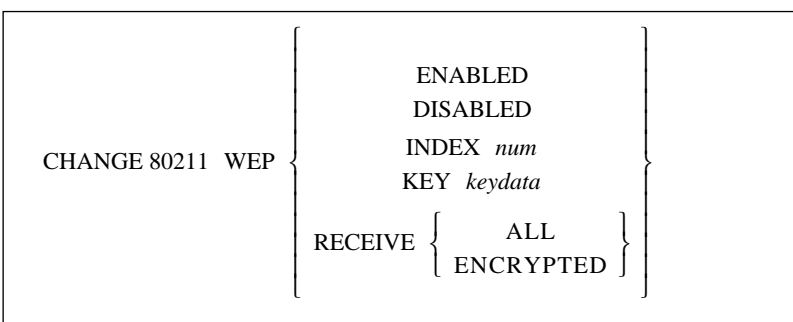 ENABLED
DISABLED
INDEX num
CHANGE 80211 WEP
KEY keydata
RECEIVE
ALL
ENCRYPTED